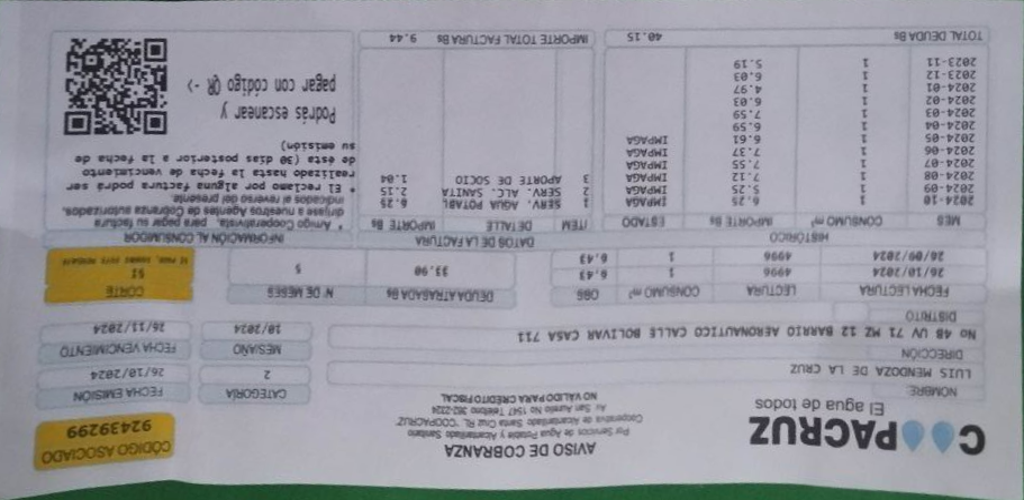 COOPACRUZ
El agua de todos
AVISO DE COBRANZA
Por Servicios de Agua Potable y Alcantarillado Sanitario
Cooperativa de Alcantarillado Santa Cruz RL "COOPACRUZ"
Av. San Aurelio No 1547 Teléfono 362-2324
NO VALIDO PARA CREDITO FISCAL
CÓDIGO ASOCIADO
92439299
NOMBRE
LUIS MENDOZA DE LA CRUZ
DIRECCIÓN
No 48 UV 71 MZ 12 BARRIO AERONAUTICO CALLE BOLIVAR CASA 711
DISTRITO
CATEGORÍA
2
FECHA EMISIÓN
26/10/2024
MES/AÑO
10/2024
FECHA VENCIMIENTO
26/11/2024
FECHA LECTURA LECTURA CONSUMO m³ OBS
26/10/2024 4996 1 6.43
26/09/2024 4996 1 6.43
DEUDA ATRASADA Bs Nº DE MESES
33.90 5
CORTE
SI
HISTÓRICO
MES CONSUMO m³ IMPORTE Bs ESTADO
2024-10 1 6.25 IMPAGA
2024-09 1 5.25 IMPAGA
2024-08 1 7.12 IMPAGA
2024-07 1 7.55 IMPAGA
2024-06 1 7.37 IMPAGA
2024-05 1 6.61 IMPAGA
2024-04 1 6.59
2024-03 1 7.59
2024-02 1 6.03
2024-01 1 4.97
2023-12 1 6.03
2023-11 1 5.19
TOTAL DEUDA Bs 40.15
DATOS DE LA FACTURA
ITEM DETALLE IMPORTE Bs
1 SERV. AGUA POTABL 6.25
2 SERV. ALC. SANITA 2.15
3 APORTE DE SOCIO 1.04
IMPORTE TOTAL FACTURA Bs 9.44
INFORMACIÓN AL CONSUMIDOR
* Amigo Cooperativista, para pagar su factura
dirijase a nuestros Agentes de Cobranza autorizados,
indicados al reverso del presente.
* El reclamo por alguna factura podrá ser
realizado hasta la fecha de vencimiento
de ésta (30 días posterior a la fecha de
su emisión)
Podrás escanear y
pagar con código QR ->